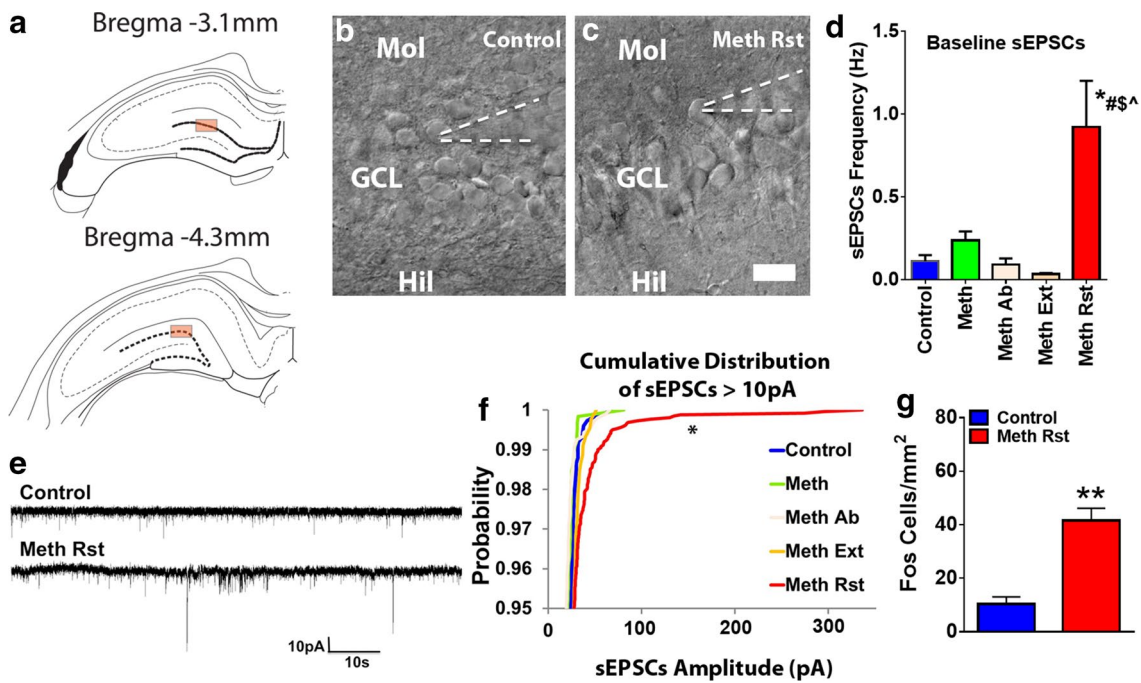 a
Bregma -3.1mm
Bregma -4.3mm
b
Mol
Control
GCL
Hil
c
Mol
Meth Rst
GCL
Hil
d
Baseline sEPSCs
sEPSCs Frequency (Hz)
1.5
1.0
0.5
0.0
*#$^
Control
Meth
Meth Ab
Meth Ext
Meth Rst
e
Control
Meth Rst
10pA
10s
f
Cumulative Distribution
of sEPSCs > 10pA
Probability
1
0.99
0.98
0.97
0.96
0.95
*
Control
Meth
Meth Ab
Meth Ext
Meth Rst
0 100 200 300
sEPSCs Amplitude (pA)
g
Control
Meth Rst
Fos Cells/mm²
80
60
40
20
0
**